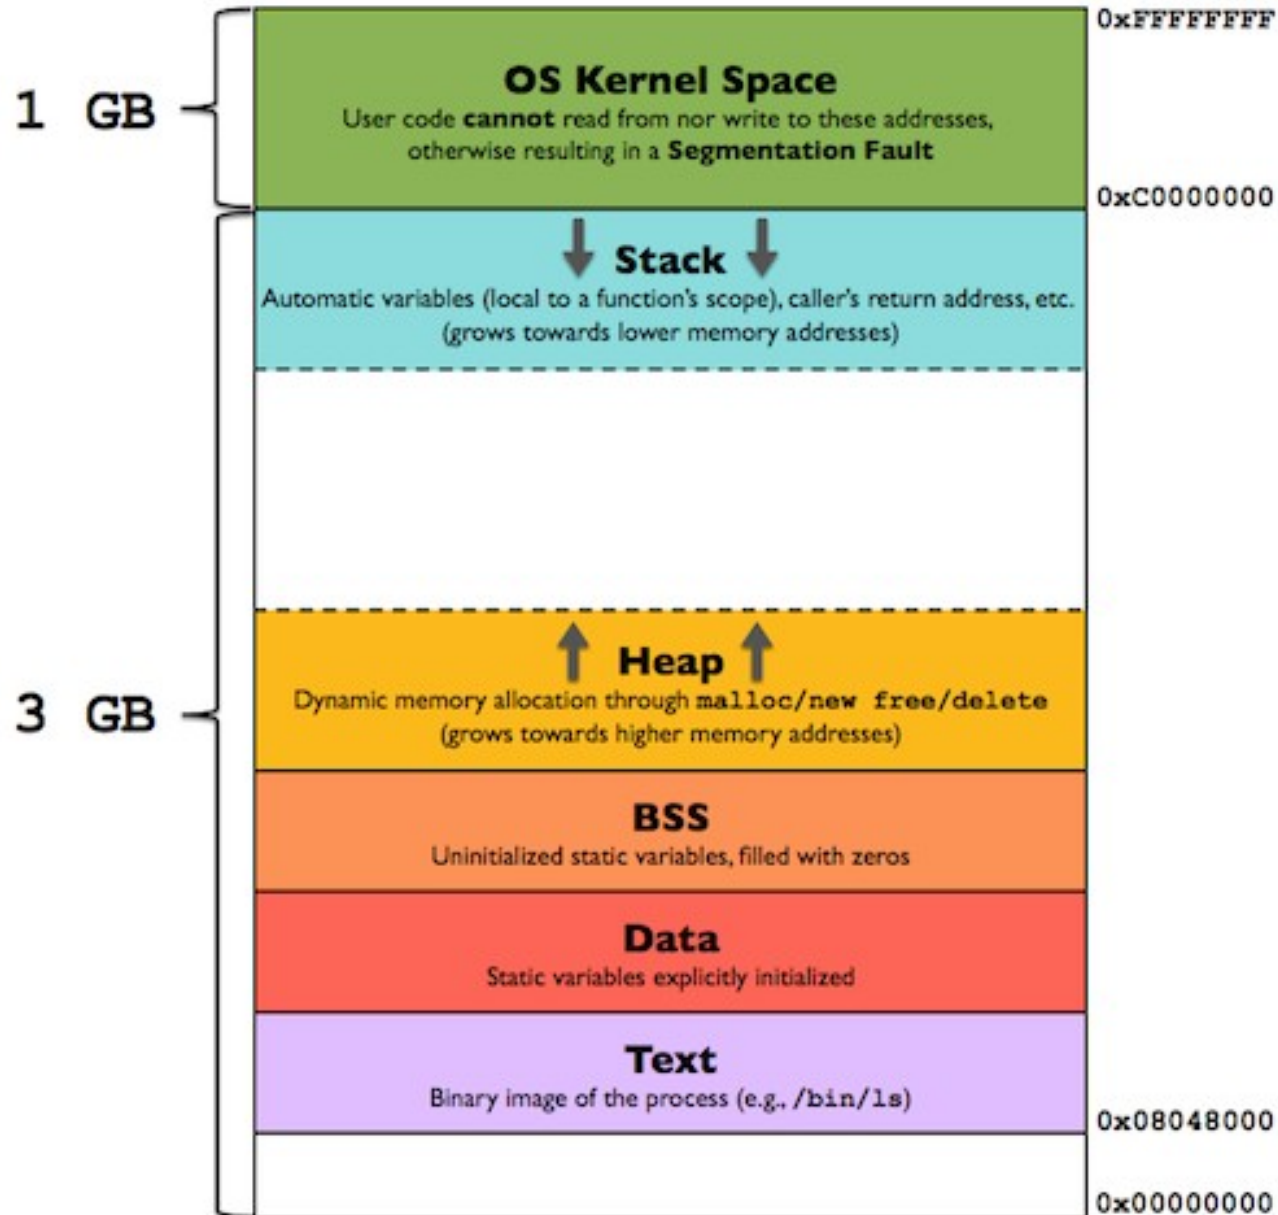 0xFFFFFFFF
1 GB
OS Kernel Space
User code cannot read from nor write to these addresses,
otherwise resulting in a Segmentation Fault
0xC0000000
Stack
Automatic variables (local to a function's scope), caller's return address, etc.
(grows towards lower memory addresses)
Heap
Dynamic memory allocation through malloc/new free/delete
(grows towards higher memory addresses)
3 GB
BSS
Uninitialized static variables, filled with zeros
Data
Static variables explicitly initialized
Text
Binary image of the process (e.g., /bin/ls)
0x08048000
0x00000000